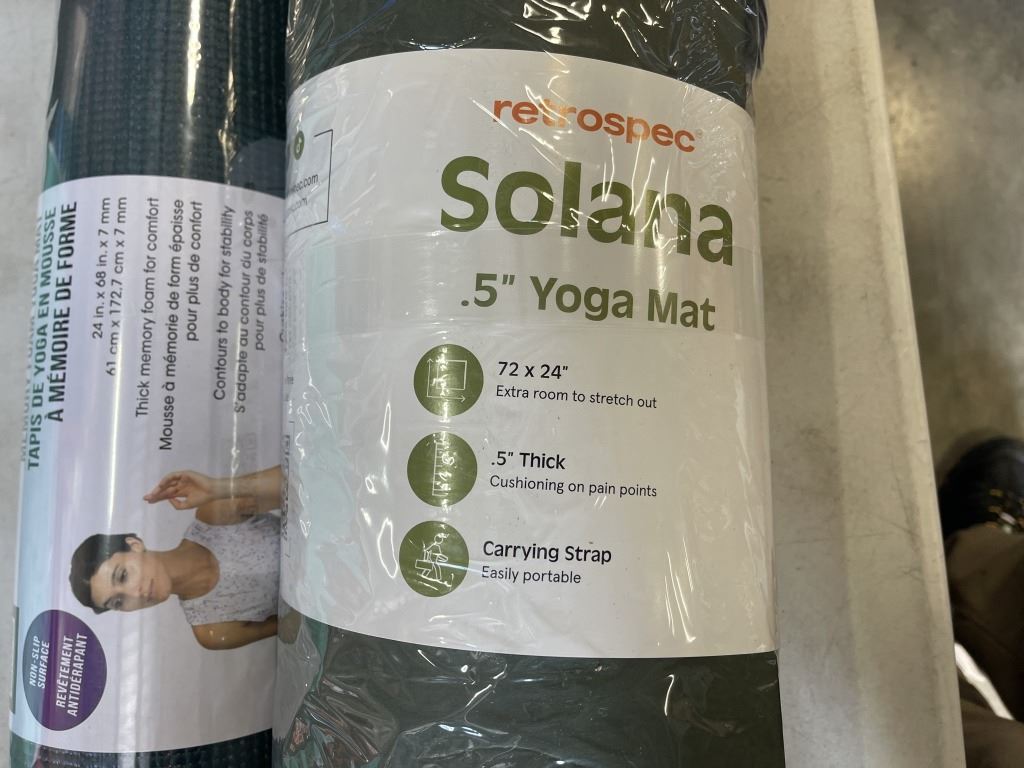 TAPIS DE YOGA EN MOUSSE
À MÉMOIRE DE FORME
24 in. x 68 in. x 7 mm
61 cm x 172,7 cm x 7 mm
Thick memory foam for comfort
Mousse à mémorie de form épaisse
pour plus de confort
Contours to body for stability
S'adapte au contour du corps
pour plus de stabilité
NON-SLIP
SURFACE
REVÊTEMENT
ANTIDÉRAPANT
retrospec
Solana
.5" Yoga Mat
72 x 24"
Extra room to stretch out
.5" Thick
Cushioning on pain points
Carrying Strap
Easily portable